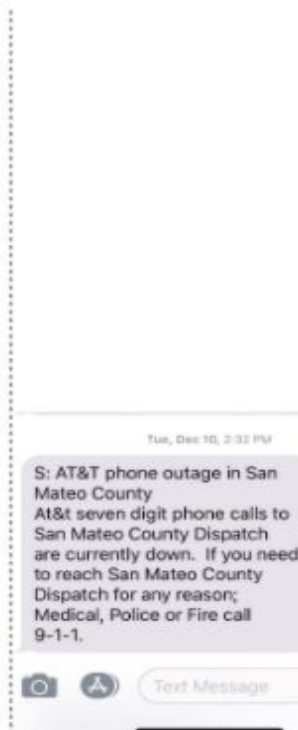 Tue, Dec 10, 2:32 PM
S: AT&T phone outage in San
Mateo County
At&t seven digit phone calls to
San Mateo County Dispatch
are currently down. If you need
to reach San Mateo County
Dispatch for any reason;
Medical, Police or Fire call
9-1-1.
Text Message